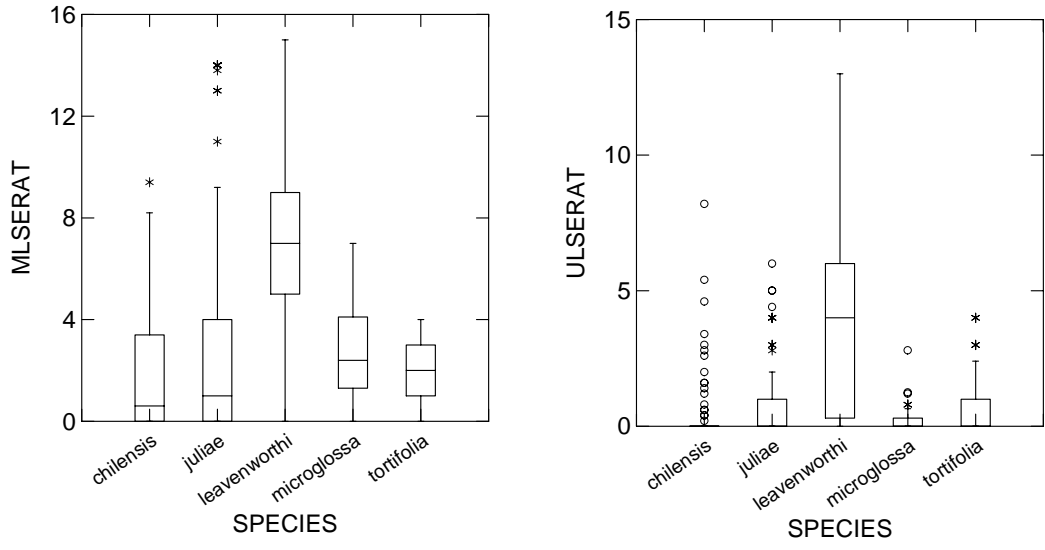 16
12
8
4
0
MLSERAT
chilensis
juliae
leavenworthi
microglossa
tortifolia
SPECIES
15
10
5
0
ULSERAT
chilensis
juliae
leavenworthi
microglossa
tortifolia
SPECIES